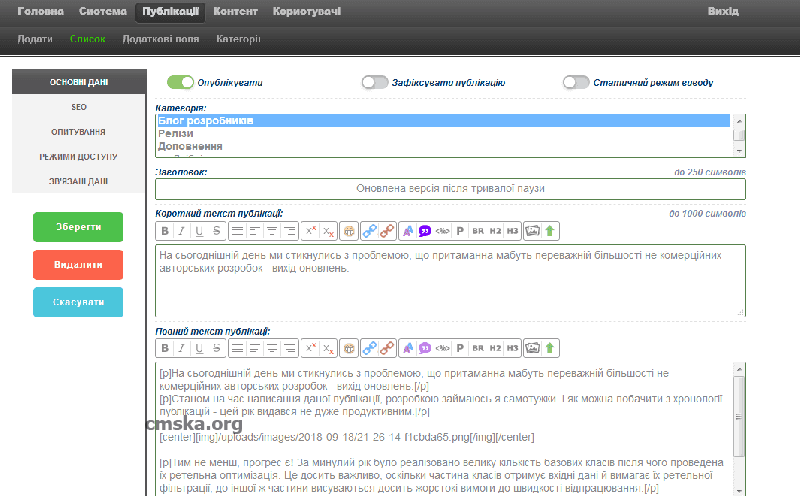 Головна Система Публікації Контент Користувачі Вихід
Додати Список Додаткові поля Категорії
ОСНОВНІ ДАНІ
SEO
ОПИТУВАННЯ
РЕЖИМИ ДОСТУПУ
ЗВ'ЯЗАНІ ДАНІ
Зберегти
Видалити
Скасувати
Опублікувати Зафіксувати публікацію Статичний режим виводу
Категорія:
Блог розробників
Релізи
Доповнення
Заголовок: до 250 символів
Оновлена версія після тривалої паузи
Короткий текст публікації: до 1000 символів
B I U S x x <%> P BR H2 H3
На сьогоднішній день ми стикнулись з проблемою, що притаманна мабуть переважній більшості не комерційних
авторських розробок - вихід оновлень.
Повний текст публікації:
B I U S x x <%> P BR H2 H3
[p]На сьогоднішній день ми стикнулись з проблемою, що притаманна мабуть переважній більшості не
комерційних авторських розробок - вихід оновлень.[/p]
[p]Станом на час написання даної публікації, розробкою займаюсь я самотужки. І як можна побачити з хронології
публікацій - цей рік видався не дуже продуктивним.[/p]
cmska.org
[center][img]/uploads/images/2018-09-18/21-26-14-f1cbda65.png[/img][/center]
[p]Тим не менш, прогрес є! За минулий рік було реалізовано велику кількість базових класів після чого проведена
їх ретельна оптимізація. Це досить важливо, оскільки частина класів отримує вхідні дані й вимагає їх ретельної
фільтрації, до іншої ж частини висуваються досить жорстокі вимоги до швидкості відпрацювання.[/p]